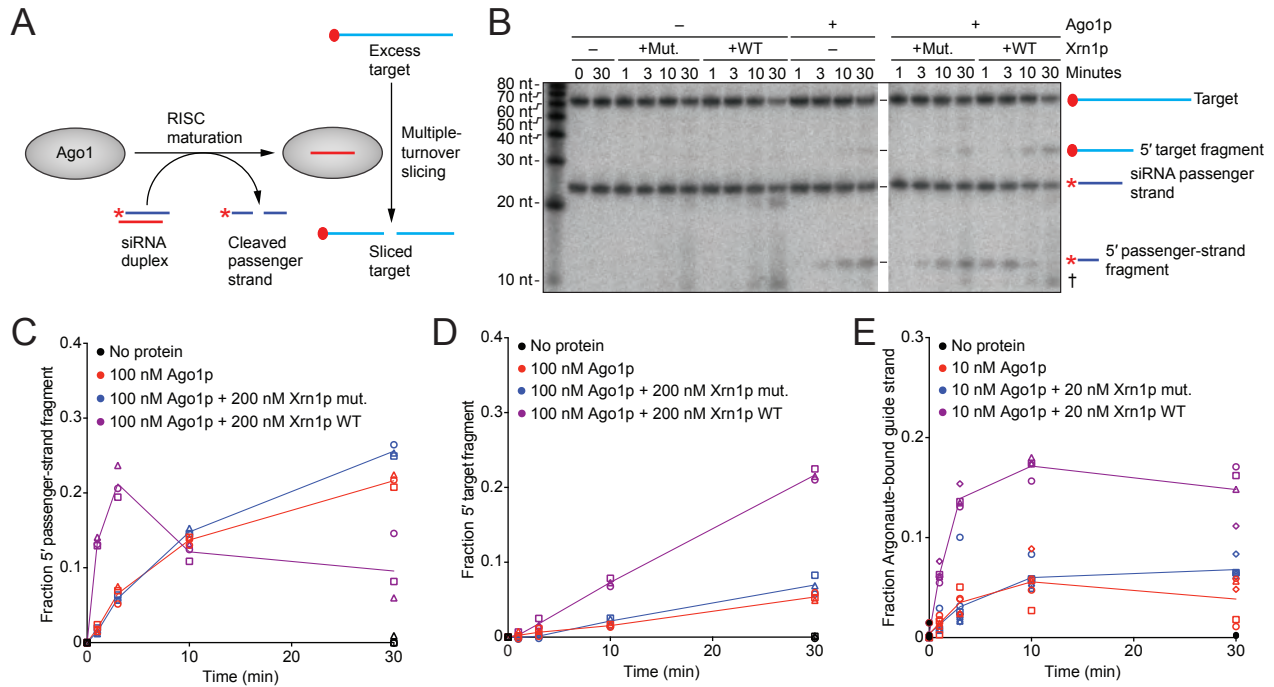 A
Excess
target
RISC
maturation
Ago1
Multiple-
turnover
slicing
*
*
siRNA
duplex
Cleaved
passenger
strand
Sliced
target
B
– + + Ago1p
– +Mut. +WT – +Mut. +WT Xrn1p
0 30 1 3 10 30 1 3 10 30 1 3 10 30 1 3 10 30 1 3 10 30 Minutes
80 nt
70 nt
60 nt
50 nt
40 nt
30 nt
20 nt
10 nt
Target
5′ target fragment
* siRNA passenger
strand
* 5′ passenger-strand
fragment
†
C
Fraction 5′ passenger-strand fragment
0.4
0.3
0.2
0.1
0
No protein
100 nM Ago1p
100 nM Ago1p + 200 nM Xrn1p mut.
100 nM Ago1p + 200 nM Xrn1p WT
0 10 20 30
Time (min)
D
Fraction 5′ target fragment
0.4
0.3
0.2
0.1
0
No protein
100 nM Ago1p
100 nM Ago1p + 200 nM Xrn1p mut.
100 nM Ago1p + 200 nM Xrn1p WT
0 10 20 30
Time (min)
E
Fraction Argonaute-bound guide strand
0.3
0.2
0.1
0
No protein
10 nM Ago1p
10 nM Ago1p + 20 nM Xrn1p mut.
10 nM Ago1p + 20 nM Xrn1p WT
0 10 20 30
Time (min)